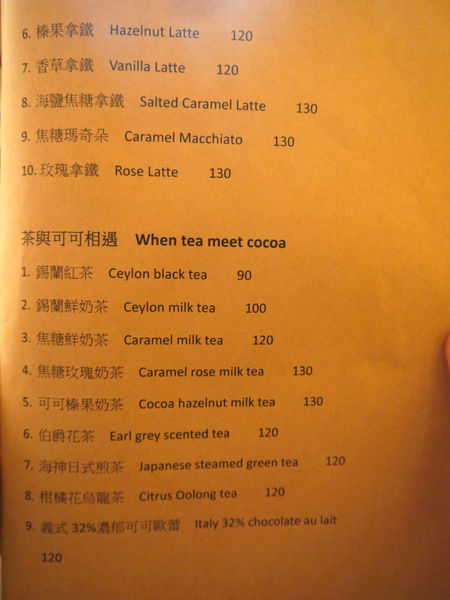 6. 榛果拿鐵 Hazelnut Latte 120
7. 香草拿鐵 Vanilla Latte 120
8. 海鹽焦糖拿鐵 Salted Caramel Latte 130
9. 焦糖瑪奇朵 Caramel Macchiato 130
10. 玫瑰拿鐵 Rose Latte 130
茶與可可相遇 When tea meet cocoa
1. 錫蘭紅茶 Ceylon black tea 90
2. 錫蘭鮮奶茶 Ceylon milk tea 100
3. 焦糖鮮奶茶 Caramel milk tea 120
4. 焦糖玫瑰奶茶 Caramel rose milk tea 130
5. 可可榛果奶茶 Cocoa hazelnut milk tea 130
6. 伯爵花茶 Earl grey scented tea 120
7. 海神日式煎茶 Japanese steamed green tea 120
8. 柑橘花烏龍茶 Citrus Oolong tea 120
9. 義式 32%濃郁可可歐蕾 Italy 32% chocolate au lait
120